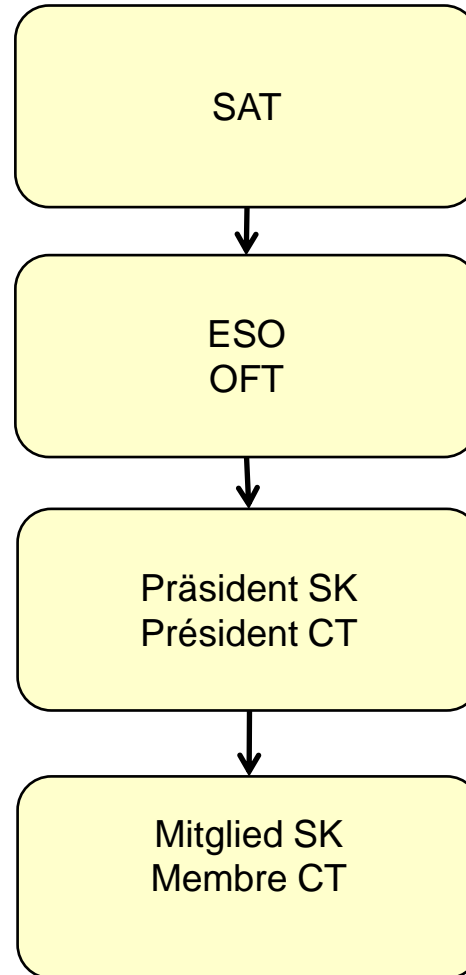 SAT
ESO
OFT
Präsident SK
Président CT
Mitglied SK
Membre CT